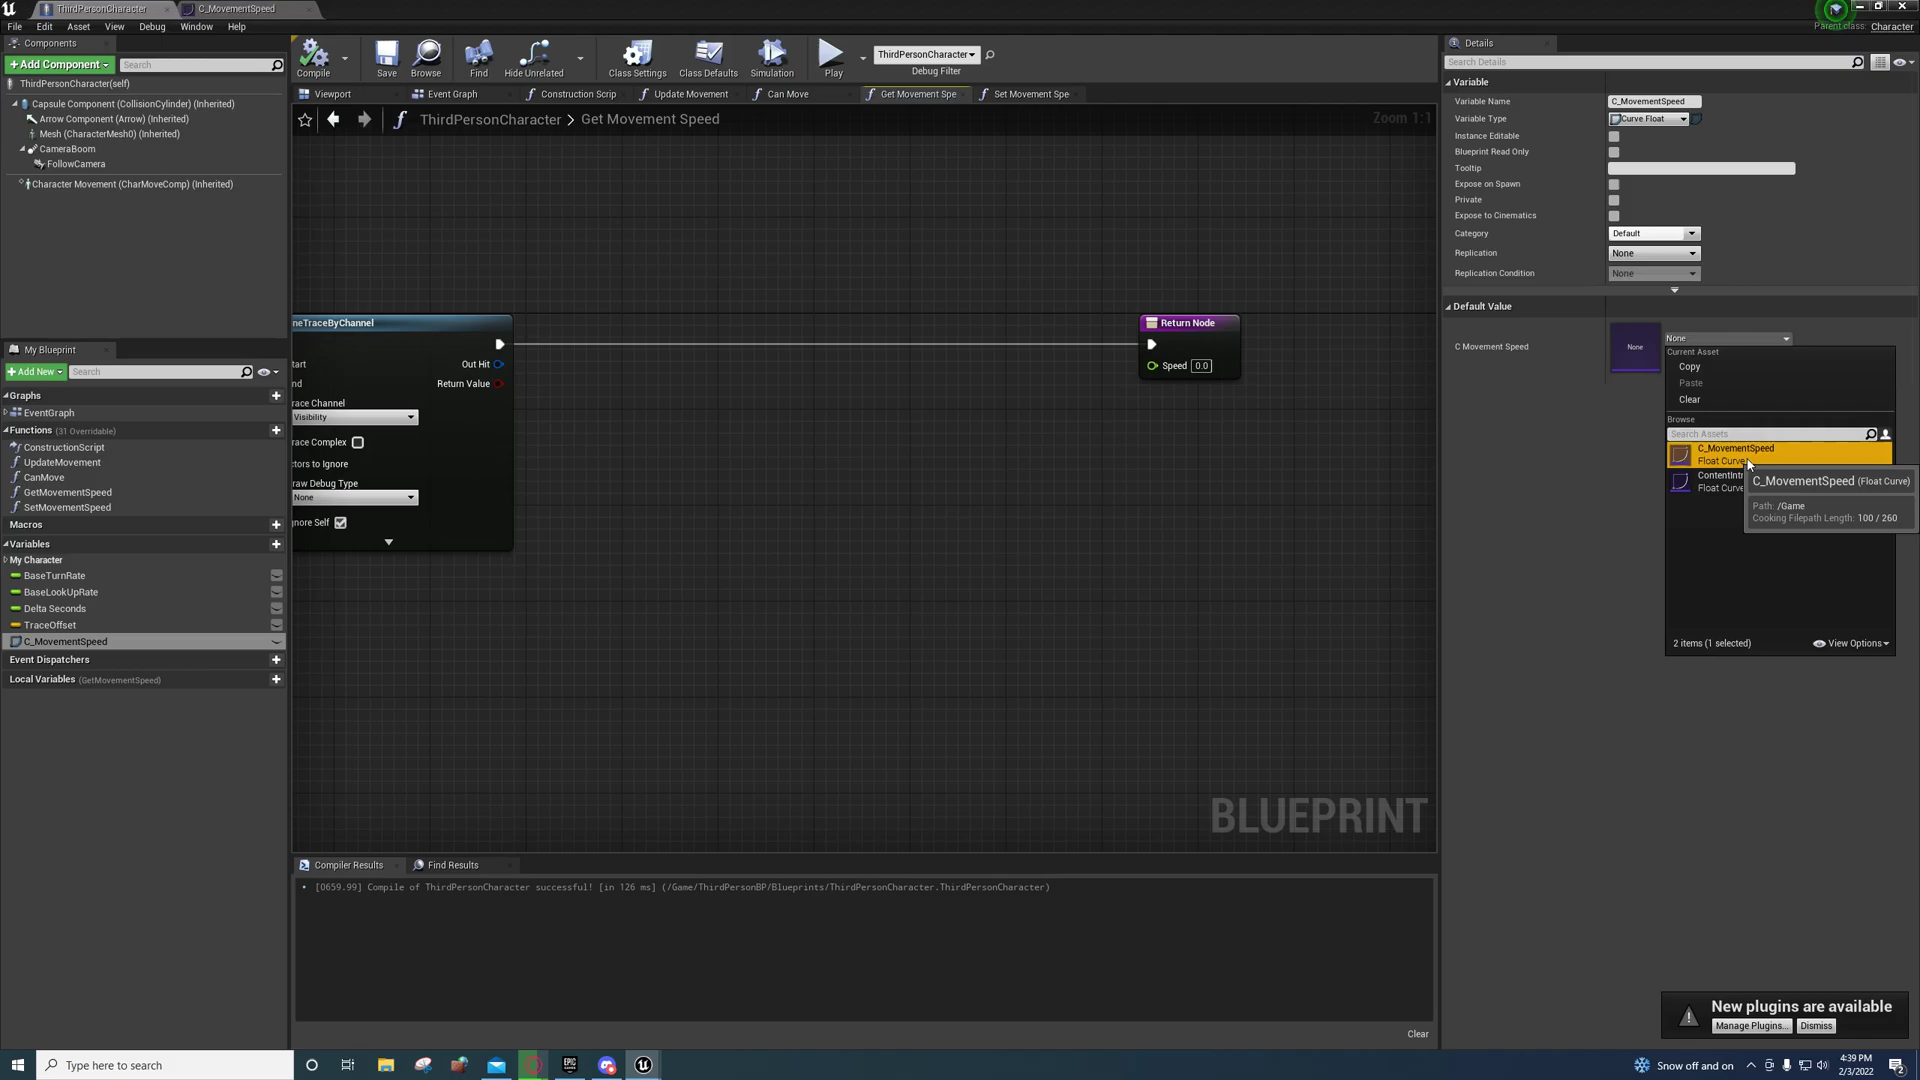 ThirdPersonCharacter
C_MovementSpeed
File Edit Asset View Debug Window Help
Parent class: Character
Components
+Add Component
Search
ThirdPersonCharacter(self)
Capsule Component (CollisionCylinder) (Inherited)
Arrow Component (Arrow) (Inherited)
Mesh (CharacterMesh0) (Inherited)
CameraBoom
FollowCamera
Character Movement (CharMoveComp) (Inherited)
My Blueprint
+Add New
Search
Graphs
EventGraph
Functions (31 Overridable)
ConstructionScript
UpdateMovement
CanMove
GetMovementSpeed
SetMovementSpeed
Macros
Variables
My Character
BaseTurnRate
BaseLookUpRate
Delta Seconds
TraceOffset
C_MovementSpeed
Event Dispatchers
Local Variables (GetMovementSpeed)
Compile
Save
Browse
Find
Hide Unrelated
Class Settings
Class Defaults
Simulation
Play
ThirdPersonCharacter
Debug Filter
Viewport
Event Graph
Construction Scrip
Update Movement
Can Move
Get Movement Spe
Set Movement Spe
ThirdPersonCharacter > Get Movement Speed
Zoom 1:1
neTraceByChannel
tart
Out Hit
nd
Return Value
race Channel
Visibility
race Complex
ctors to Ignore
raw Debug Type
None
gnore Self
Return Node
Speed 0.0
BLUEPRINT
Compiler Results
Find Results
[0659.99] Compile of ThirdPersonCharacter successful! [in 126 ms] (/Game/ThirdPersonBP/Blueprints/ThirdPersonCharacter.ThirdPersonCharacter)
Clear
Details
Search Details
Variable
Variable Name C_MovementSpeed
Variable Type Curve Float
Instance Editable
Blueprint Read Only
Tooltip
Expose on Spawn
Private
Expose to Cinematics
Category Default
Replication None
Replication Condition None
Default Value
C Movement Speed
None
None
Current Asset
Copy
Paste
Clear
Browse
Search Assets
C_MovementSpeed
Float Curve
ContentIntr
Float Curve
C_MovementSpeed (Float Curve)
Path: /Game
Cooking Filepath Length: 100 / 260
2 items (1 selected)
View Options
New plugins are available
Manage Plugins...
Dismiss
Type here to search
EPIC
Snow off and on
4:39 PM
2/3/2022
2